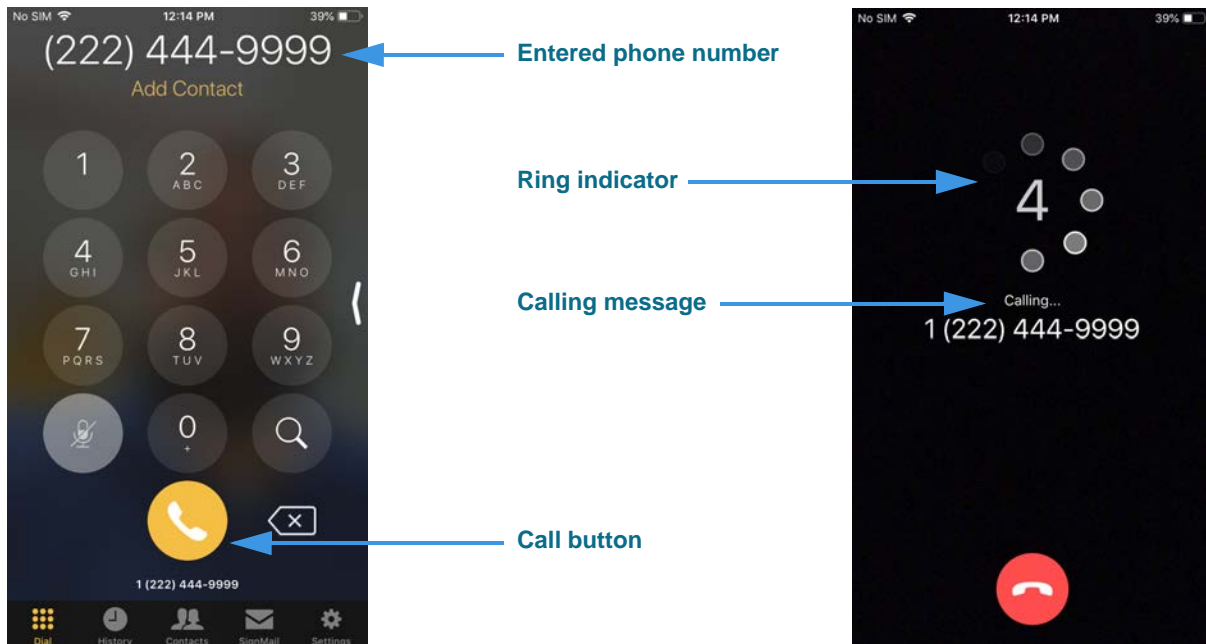 No SIM 12:14 PM 39%
(222) 444-9999
Add Contact
1 2 3
ABC DEF
4 5 6
GHI JKL MNO
7 8 9
PQRS TUV WXYZ
0
+
1 (222) 444-9999
Dial History Contacts SignMail Settings
Entered phone number
Ring indicator
Calling message
Call button
No SIM 12:14 PM 39%
4
Calling...
1 (222) 444-9999